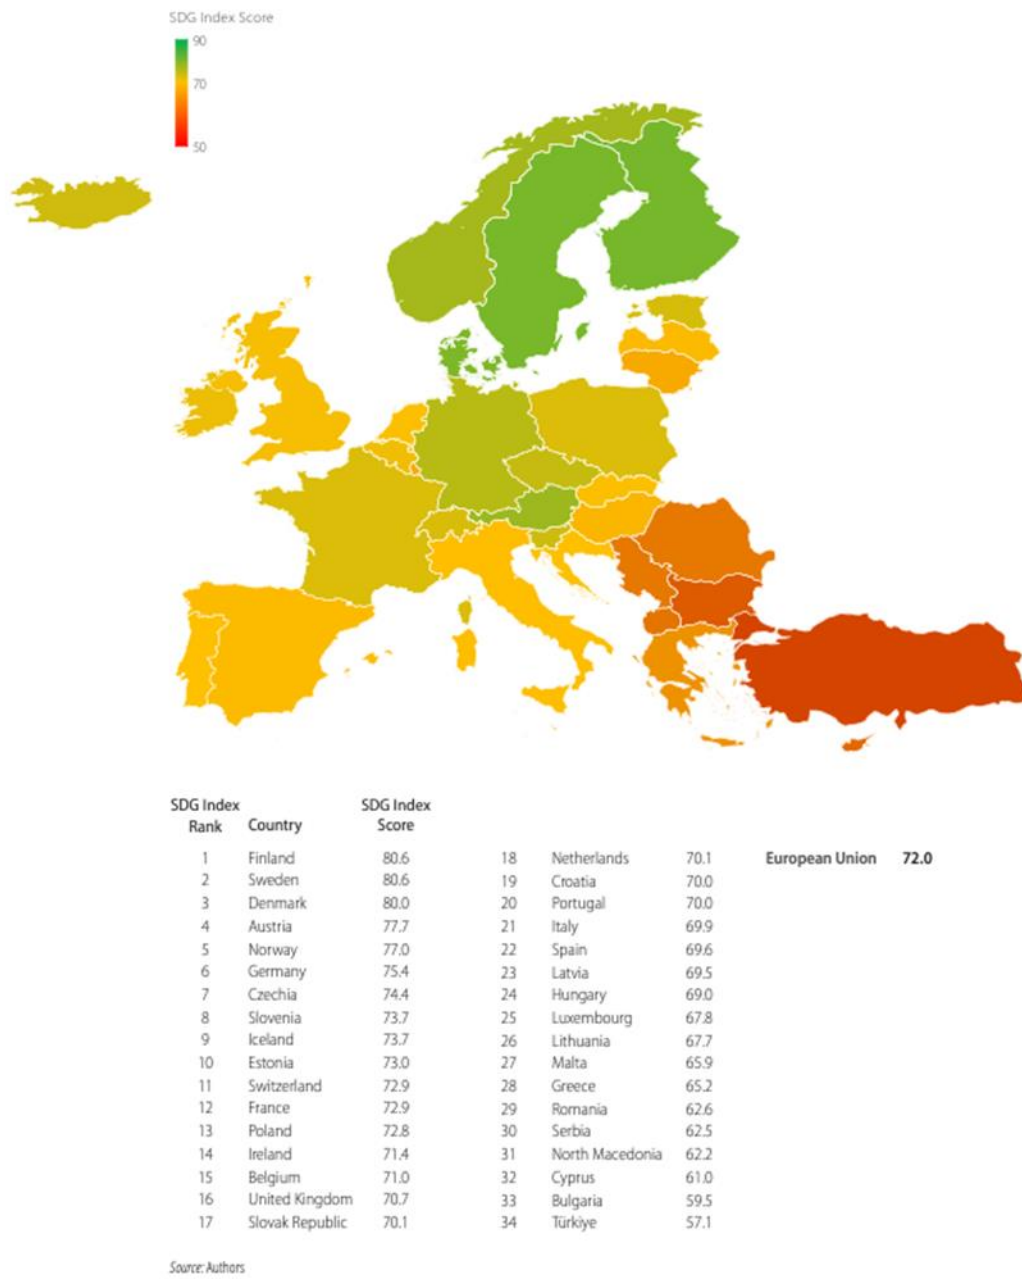 SDG Index Score
90
70
50
SDG Index Rank Country SDG Index Score
1 Finland 80.6
2 Sweden 80.6
3 Denmark 80.0
4 Austria 77.7
5 Norway 77.0
6 Germany 75.4
7 Czechia 74.4
8 Slovenia 73.7
9 Iceland 73.7
10 Estonia 73.0
11 Switzerland 72.9
12 France 72.9
13 Poland 72.8
14 Ireland 71.4
15 Belgium 71.0
16 United Kingdom 70.7
17 Slovak Republic 70.1
18 Netherlands 70.1
19 Croatia 70.0
20 Portugal 70.0
21 Italy 69.9
22 Spain 69.6
23 Latvia 69.5
24 Hungary 69.0
25 Luxembourg 67.8
26 Lithuania 67.7
27 Malta 65.9
28 Greece 65.2
29 Romania 62.6
30 Serbia 62.5
31 North Macedonia 62.2
32 Cyprus 61.0
33 Bulgaria 59.5
34 Türkiye 57.1
European Union 72.0
Source: Authors